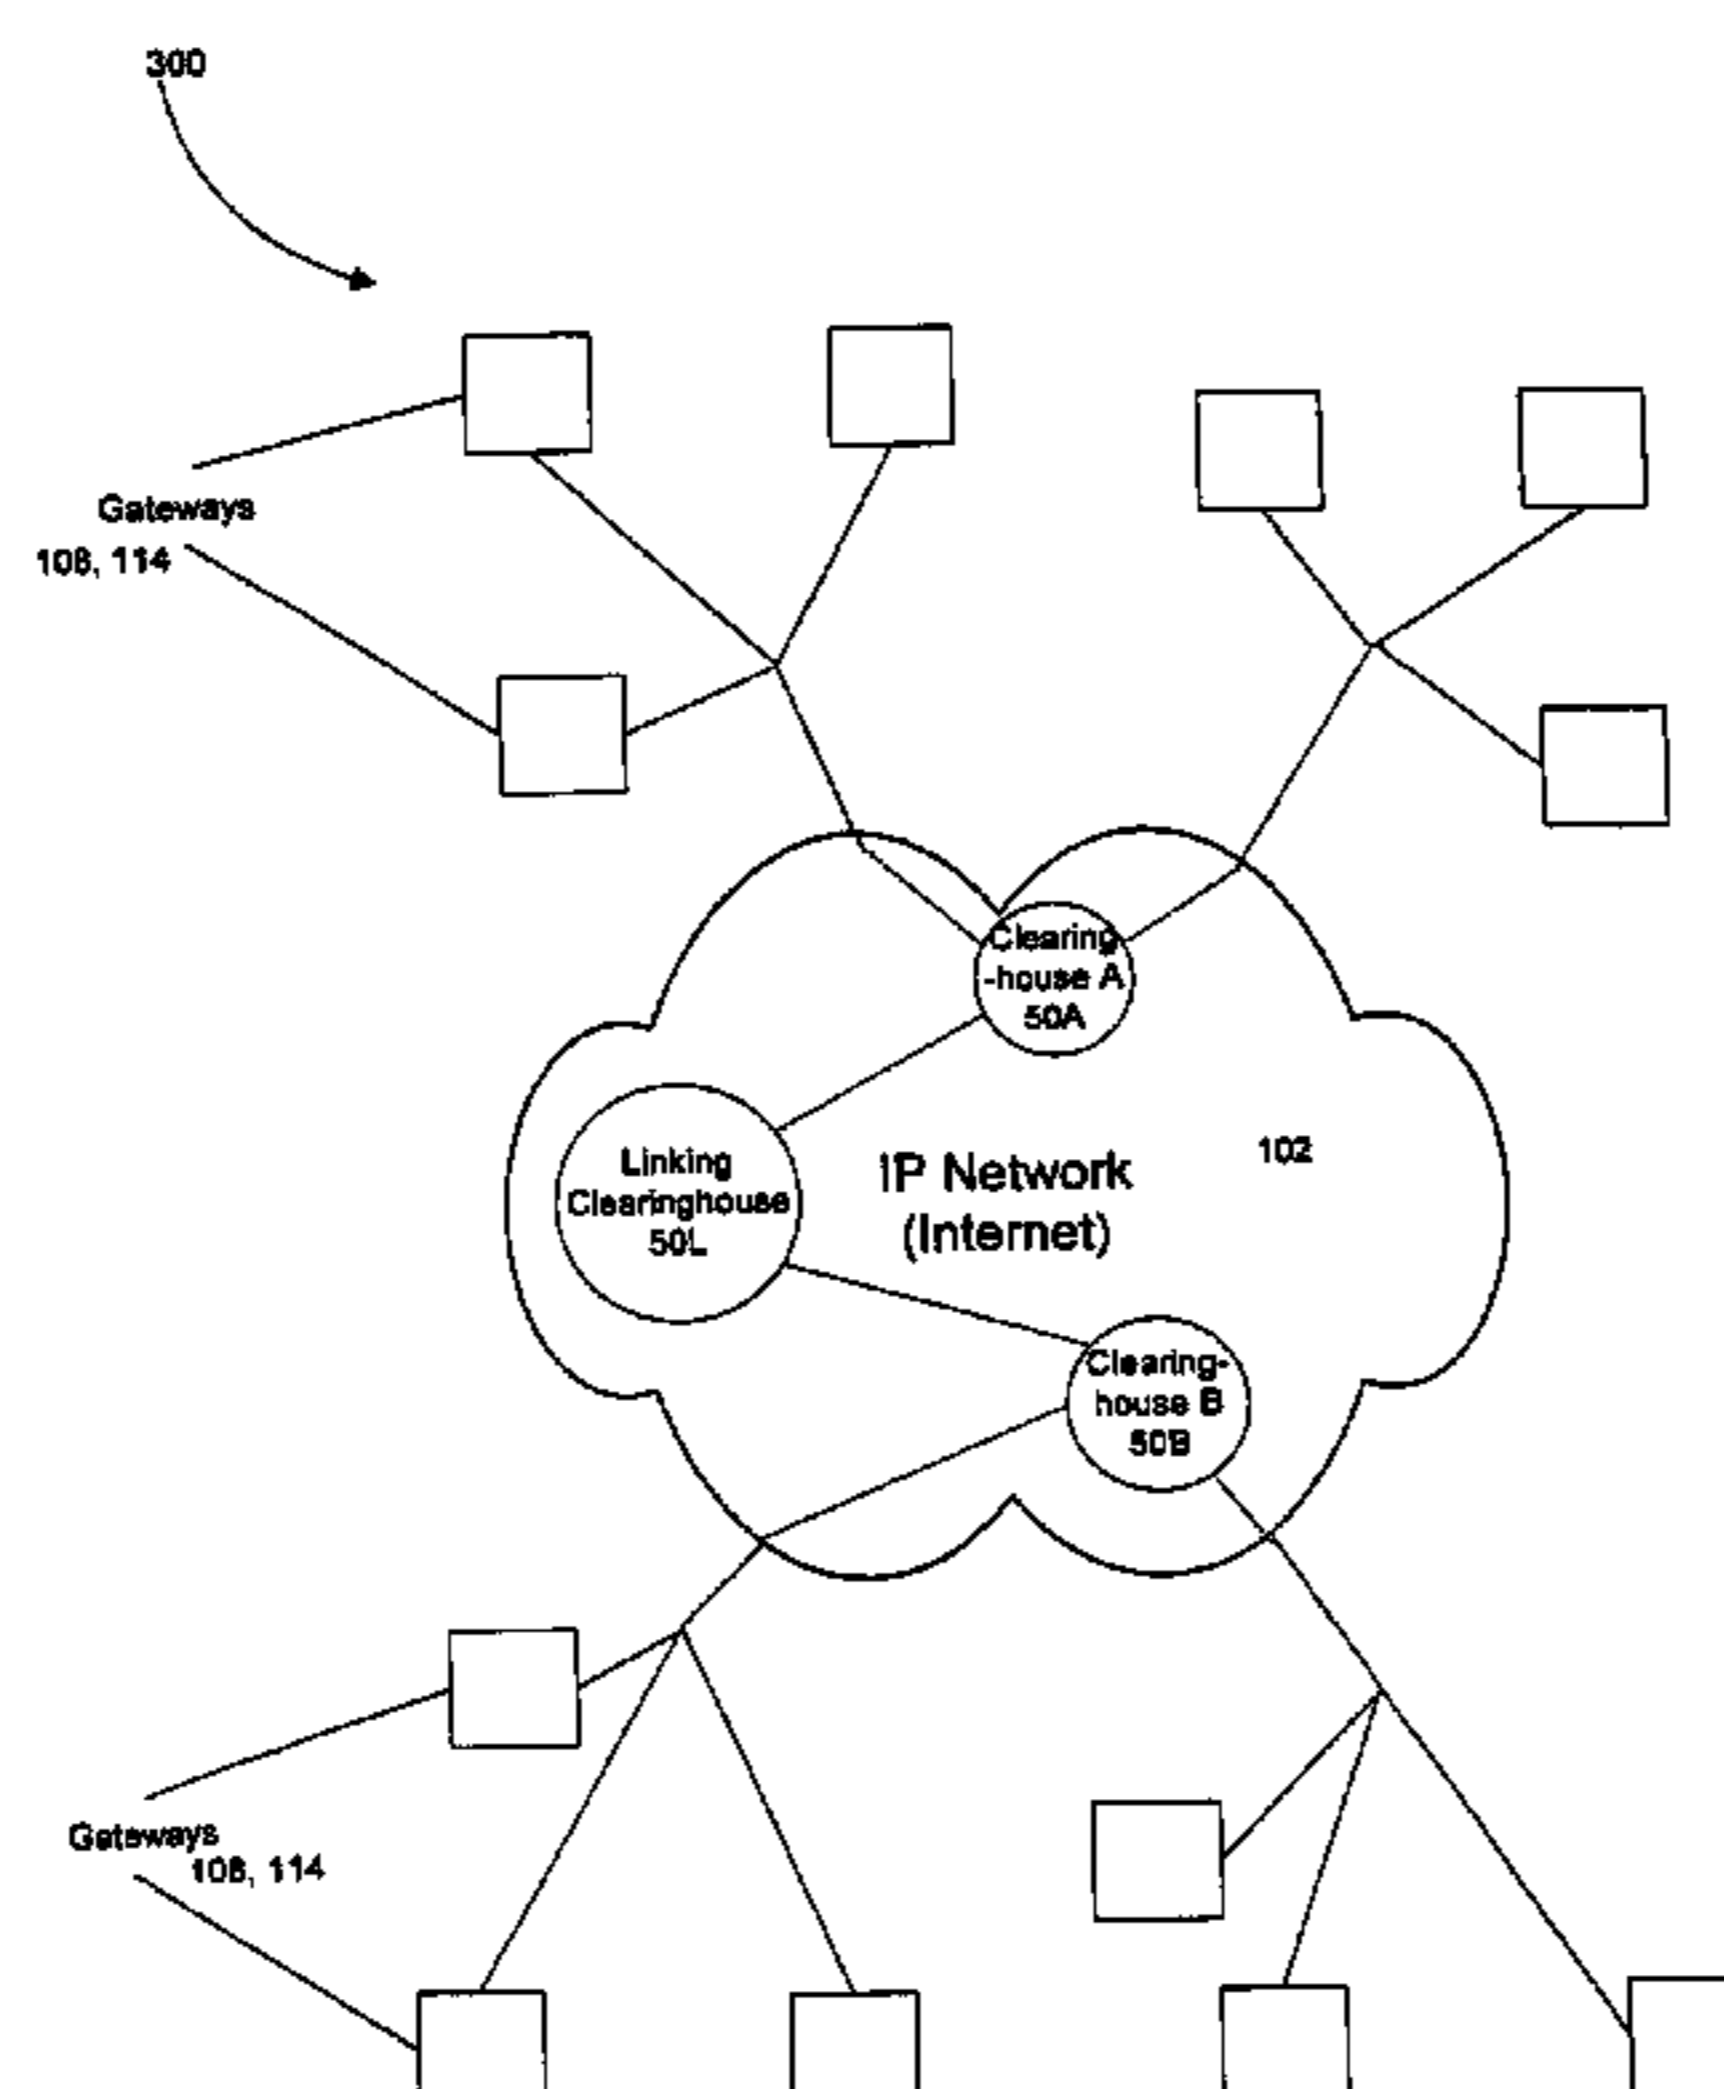 300
Gateways
108, 114
Clearing
-house A
50A
Linking
Clearinghouse
50L
IP Network
(Internet)
102
Clearing-
house B
50B
Gateways
108, 114